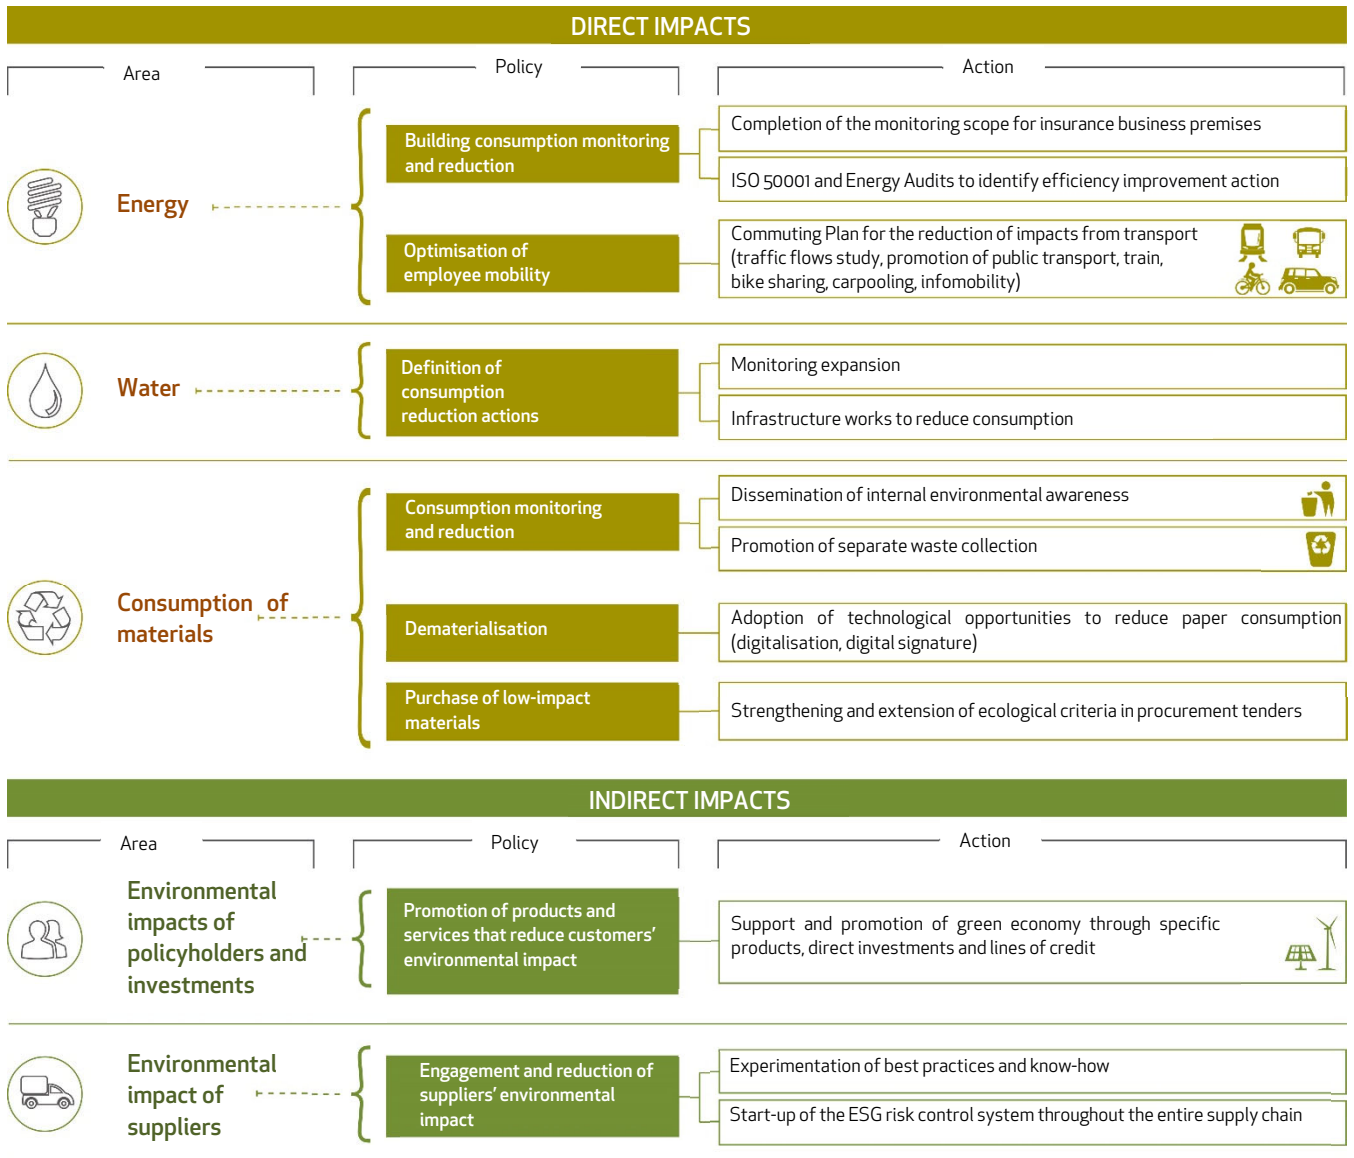 DIRECT IMPACTS
Area
Policy
Action
Energy
Building consumption monitoring
and reduction
Completion of the monitoring scope for insurance business premises
ISO 50001 and Energy Audits to identify efficiency improvement action
Optimisation of
employee mobility
Commuting Plan for the reduction of impacts from transport
(traffic flows study, promotion of public transport, train,
bike sharing, carpooling, infomobility)
Water
Definition of
consumption
reduction actions
Monitoring expansion
Infrastructure works to reduce consumption
Consumption of
materials
Consumption monitoring
and reduction
Dissemination of internal environmental awareness
Promotion of separate waste collection
Dematerialisation
Adoption of technological opportunities to reduce paper consumption
(digitalisation, digital signature)
Purchase of low-impact
materials
Strengthening and extension of ecological criteria in procurement tenders
INDIRECT IMPACTS
Area
Policy
Action
Environmental
impacts of
policyholders and
investments
Promotion of products and
services that reduce customers’
environmental impact
Support and promotion of green economy through specific
products, direct investments and lines of credit
Environmental
impact of
suppliers
Engagement and reduction of
suppliers’ environmental
impact
Experimentation of best practices and know-how
Start-up of the ESG risk control system throughout the entire supply chain